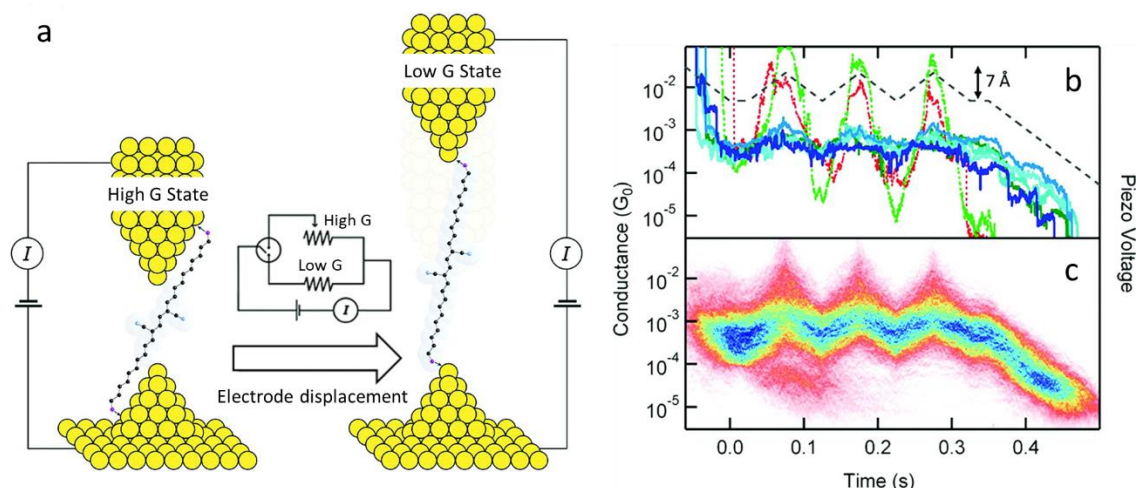 a
Low G State
High G State
I
High G
Low G
I
Electrode displacement
I
b
7 Å
10⁻²
10⁻³
10⁻⁴
10⁻⁵
Conductance (G₀)
Piezo Voltage
c
10⁻²
10⁻³
10⁻⁴
10⁻⁵
0.0 0.1 0.2 0.3 0.4
Time (s)